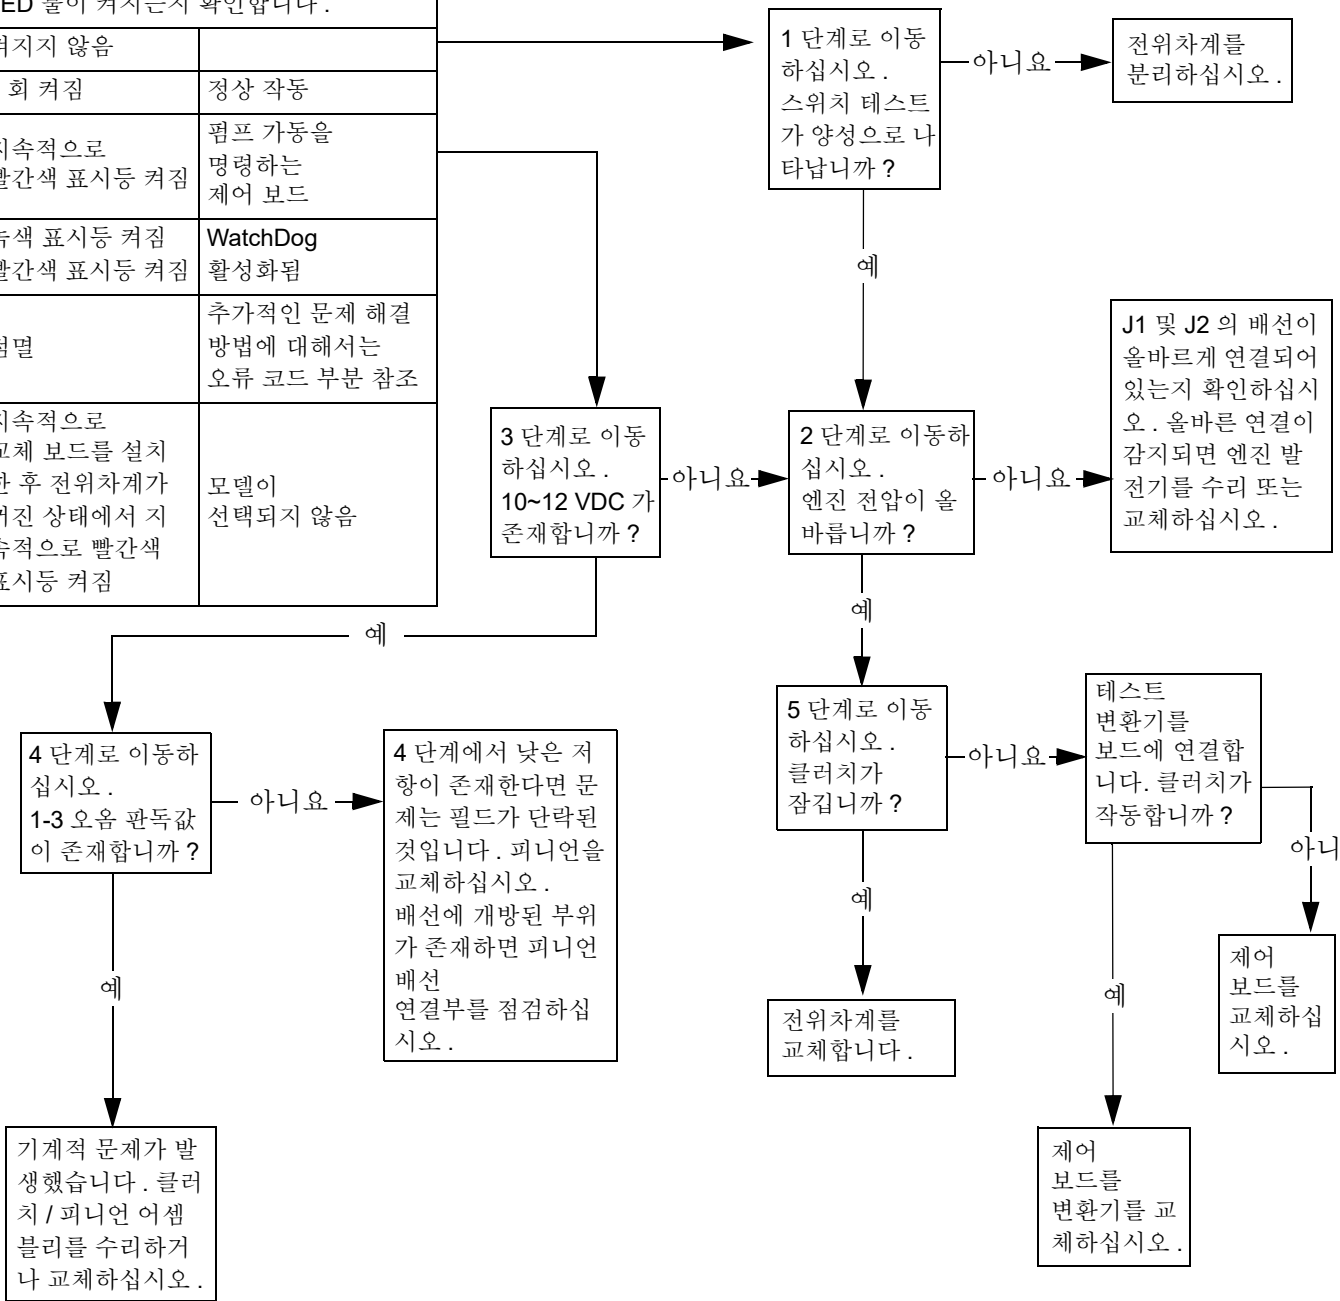 ED 불이 켜지는지 확인합니다 .
켜지지 않음
회 켜짐
정상 작동
지속적으로
빨간색 표시등 켜짐
펌프 가동을
명령하는
제어 보드
녹색 표시등 켜짐
빨간색 표시등 켜짐
WatchDog
활성화됨
점멸
추가적인 문제 해결
방법에 대해서는
오류 코드 부분 참조
지속적으로
교체 보드를 설치
한 후 전위차계가
꺼진 상태에서 지
속적으로 빨간색
표시등 켜짐
모델이
선택되지 않음
1 단계로 이동
하십시오 .
스위치 테스트
가 양성으로 나
타납니까 ?
아니요
전위차계를
분리하십시오 .
예
3 단계로 이동
하십시오 .
10~12 VDC 가
존재합니까 ?
아니요
2 단계로 이동하
십시오 .
엔진 전압이 올
바릅니까 ?
아니요
J1 및 J2 의 배선이
올바르게 연결되어
있는지 확인하십시
오 . 올바른 연결이
감지되면 엔진 발
전기를 수리 또는
교체하십시오 .
예
예
4 단계로 이동하
십시오 .
1-3 오옴 판독값
이 존재합니까 ?
아니요
4 단계에서 낮은 저
항이 존재한다면 문
제는 필드가 단락된
것입니다 . 피니언을
교체하십시오 .
배선에 개방된 부위
가 존재하면 피니언
배선
연결부를 점검하십
시오 .
5 단계로 이동
하십시오 .
클러치가
잠깁니까 ?
아니요
테스트
변환기를
보드에 연결합
니다. 클러치가
작동합니까 ?
아니
제어
보드를
교체하십
시오 .
예
예
예
전위차계를
교체합니다 .
제어
보드를
변환기를 교
체하십시오 .
기계적 문제가 발
생했습니다 . 클러
치 / 피니언 어셈
블리를 수리하거
나 교체하십시오 .